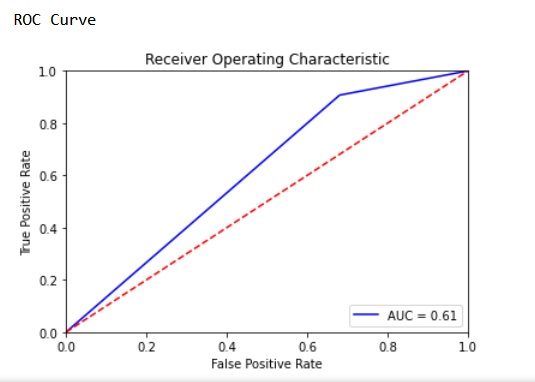 ROC Curve
Receiver Operating Characteristic
1.0
0.8
0.6
0.4
0.2
0.0
True Positive Rate
AUC = 0.61
0.0 0.2 0.4 0.6 0.8 1.0
False Positive Rate